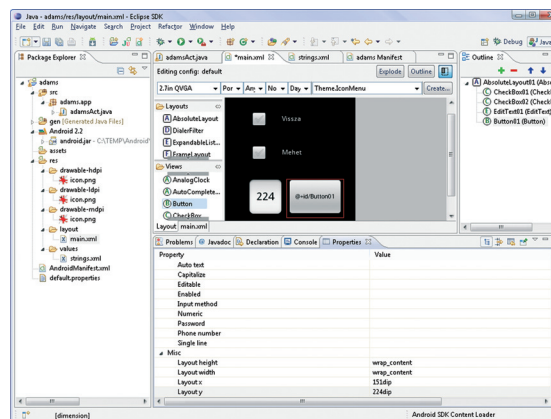 Java - adams/res/layout/main.xml - Eclipse SDK
File Edit Run Navigate Search Project Refactor Window Help
Debug Java
Package Explorer
adams
src
adams.app
adamsAct.java
gen [Generated Java Files]
Android 2.2
android.jar - C:\TEMP\Android
assets
res
drawable-hdpi
icon.png
drawable-ldpi
icon.png
drawable-mdpi
icon.png
layout
main.xml
values
strings.xml
AndroidManifest.xml
default.properties
adamsAct.java *main.xml strings.xml adams Manifest
Editing config: default Explode Outline
2.7in QVGA Por No Day Theme.IconMenu Create...
Layouts
AbsoluteLayout
DialerFilter
ExpandableList...
FrameLayout
Views
AnalogClock
AutoComplete...
Button
CheckBox
Vissza
Mehet
224 @+id/Button01
Layout main.xml
Outline
AbsoluteLayout01 (Abso
CheckBox01 (CheckB
CheckBox02 (CheckB
EditText01 (EditText)
Button01 (Button)
Problems Javadoc Declaration Console Properties
Property Value
Auto text
Capitalize
Editable
Enabled
Input method
Numeric
Password
Phone number
Single line
Misc
Layout height wrap_content
Layout width wrap_content
Layout x 151dip
Layout y 224dip
[dimension] Android SDK Content Loader